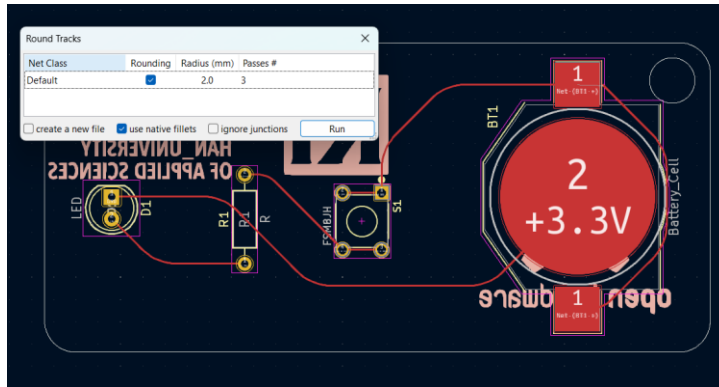 Round Tracks
Net Class Rounding Radius (mm) Passes #
Default 2.0 3
create a new file use native fillets ignore junctions Run
HAN_UNIVERSITY
OF APPLIED SCIENCES
LED
D1
R1
R1
R
FSMBJH
S1
BT1
1
Net-(BT1-+)
2
+3.3V
Battery_Cell
1
Net-(BT1-+)